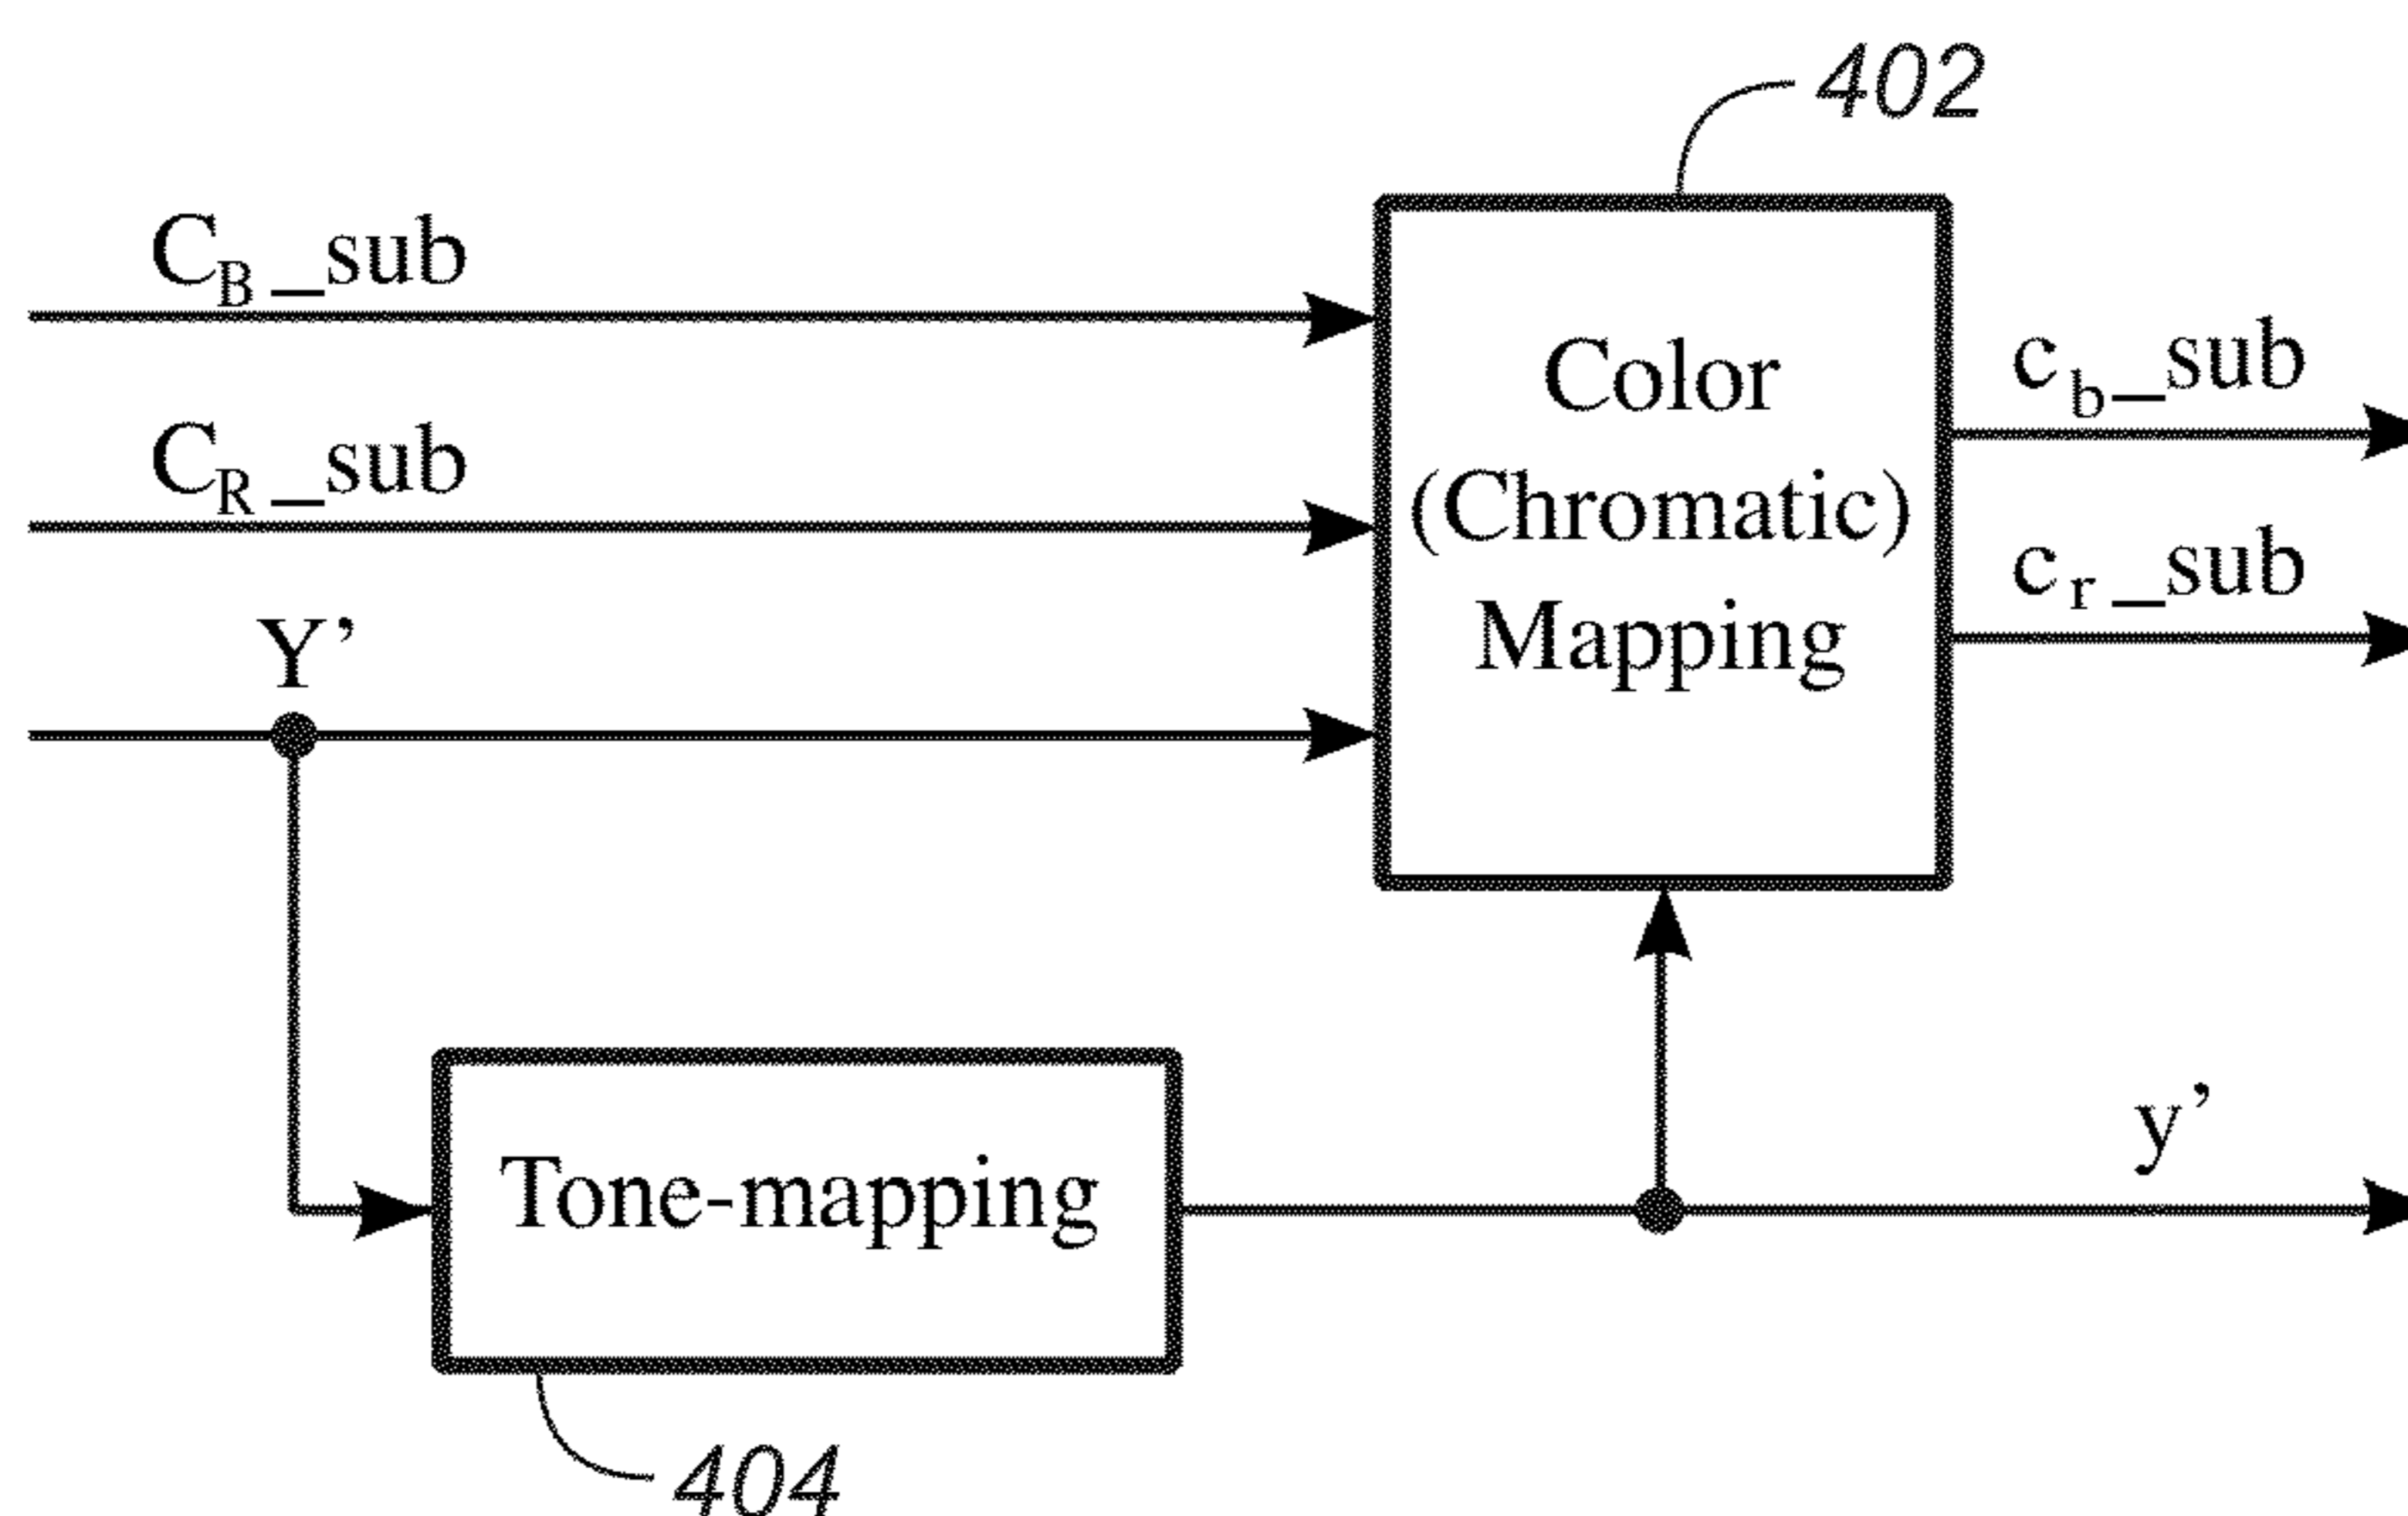 402
C_B_sub
C_R_sub
Y’
Color
(Chromatic)
Mapping
c_b_sub
c_r_sub
Tone-mapping
y’
404